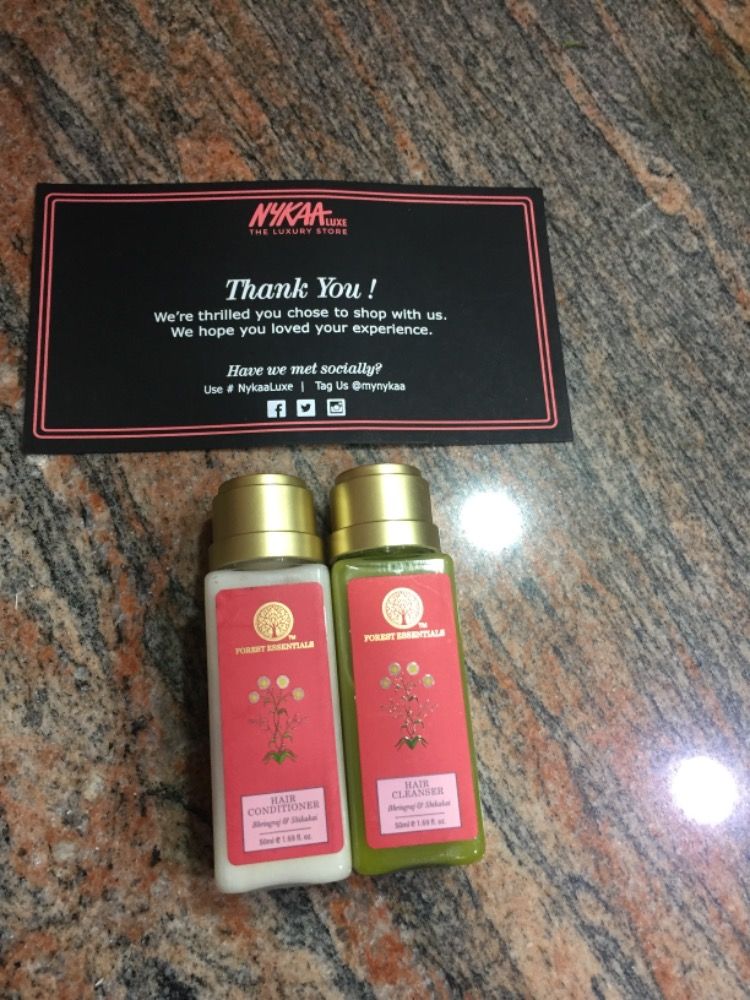 NYKAA LUXE
THE LUXURY STORE
Thank You !
We're thrilled you chose to shop with us.
We hope you loved your experience.
Have we met socially?
Use # NykaaLuxe | Tag Us @mynykaa
TM
FOREST ESSENTIALS
HAIR
CONDITIONER
Bhringraj & Shikakai
50ml ℮ 1.69 fl. oz.
TM
FOREST ESSENTIALS
HAIR
CLEANSER
Bhringraj & Shikakai
50ml ℮ 1.69 fl. oz.